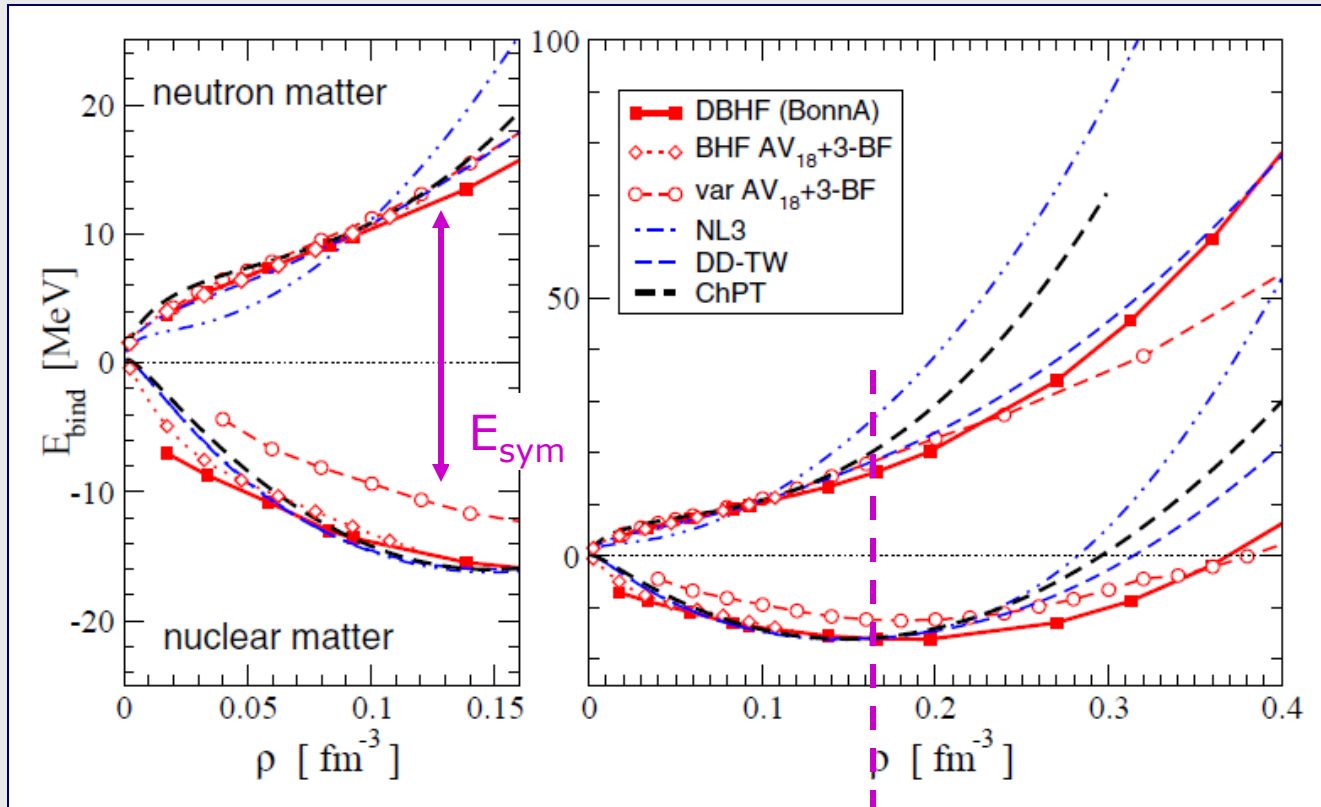 neutron matter
nuclear matter
E_bind [MeV]
20
10
0
-10
-20
0
0.05
0.1
0.15
ρ [ fm^-3 ]
E_sym
100
50
0
DBHF (BonnA)
BHF AV_18+3-BF
var AV_18+3-BF
NL3
DD-TW
ChPT
0
0.1
0.2
0.3
0.4
ρ [ fm^-3 ]